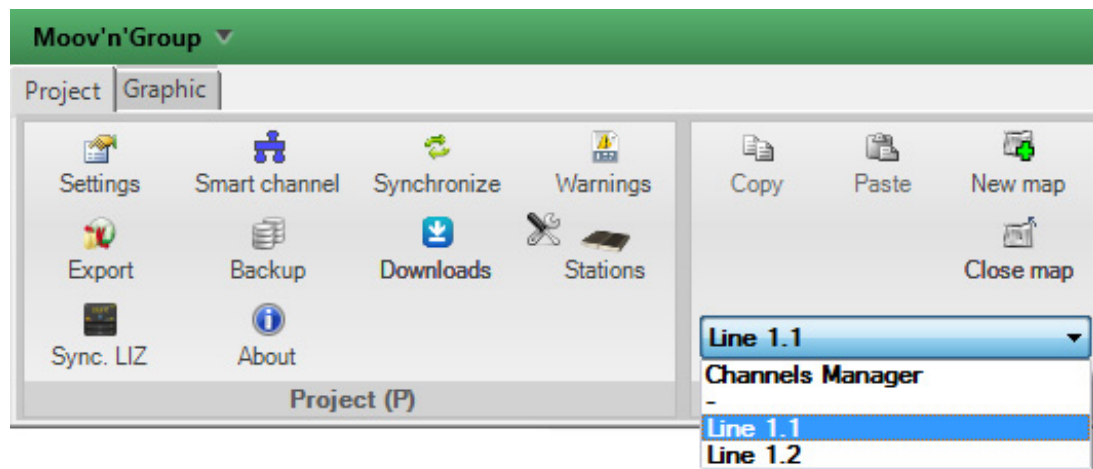 Moov'n'Group
Project Graphic
Settings Smart channel Synchronize Warnings
Export Backup Downloads Stations
Sync. LIZ About
Project (P)
Copy Paste New map
Close map
Line 1.1
Channels Manager
-
Line 1.1
Line 1.2